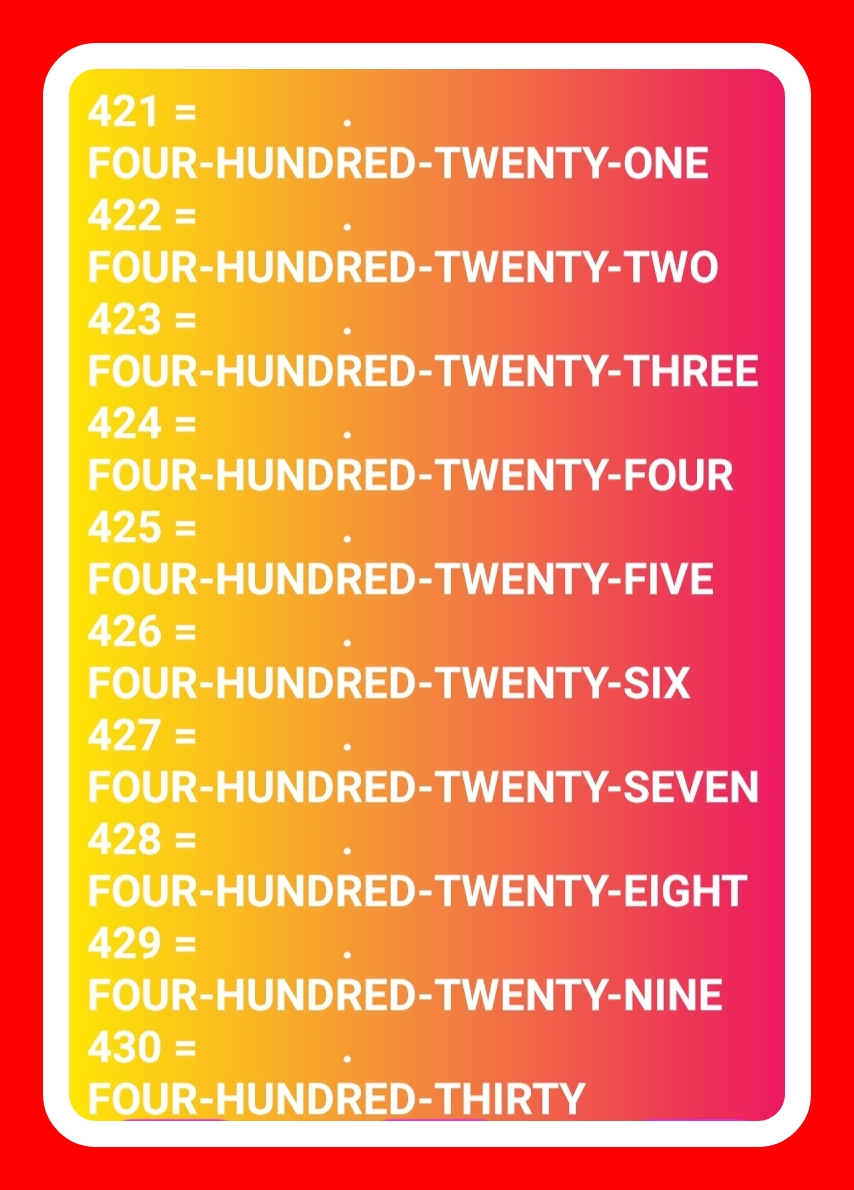 421 = .
FOUR-HUNDRED-TWENTY-ONE
422 = .
FOUR-HUNDRED-TWENTY-TWO
423 = .
FOUR-HUNDRED-TWENTY-THREE
424 = .
FOUR-HUNDRED-TWENTY-FOUR
425 = .
FOUR-HUNDRED-TWENTY-FIVE
426 = .
FOUR-HUNDRED-TWENTY-SIX
427 = .
FOUR-HUNDRED-TWENTY-SEVEN
428 = .
FOUR-HUNDRED-TWENTY-EIGHT
429 = .
FOUR-HUNDRED-TWENTY-NINE
430 = .
FOUR-HUNDRED-THIRTY